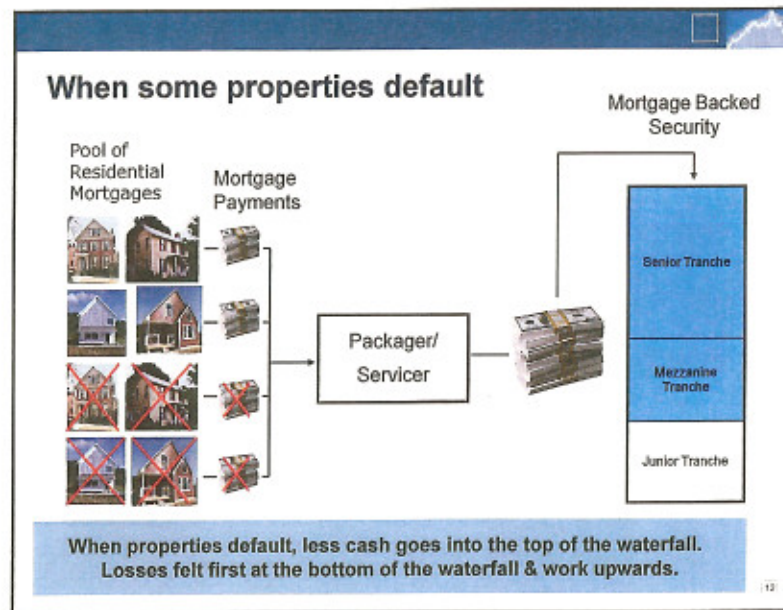 When some properties default
Mortgage Backed
Security
Pool of
Residential
Mortgages
Mortgage
Payments
Packager/
Servicer
Senior Tranche
Mezzanine
Tranche
Junior Tranche
When properties default, less cash goes into the top of the waterfall.
Losses felt first at the bottom of the waterfall & work upwards.